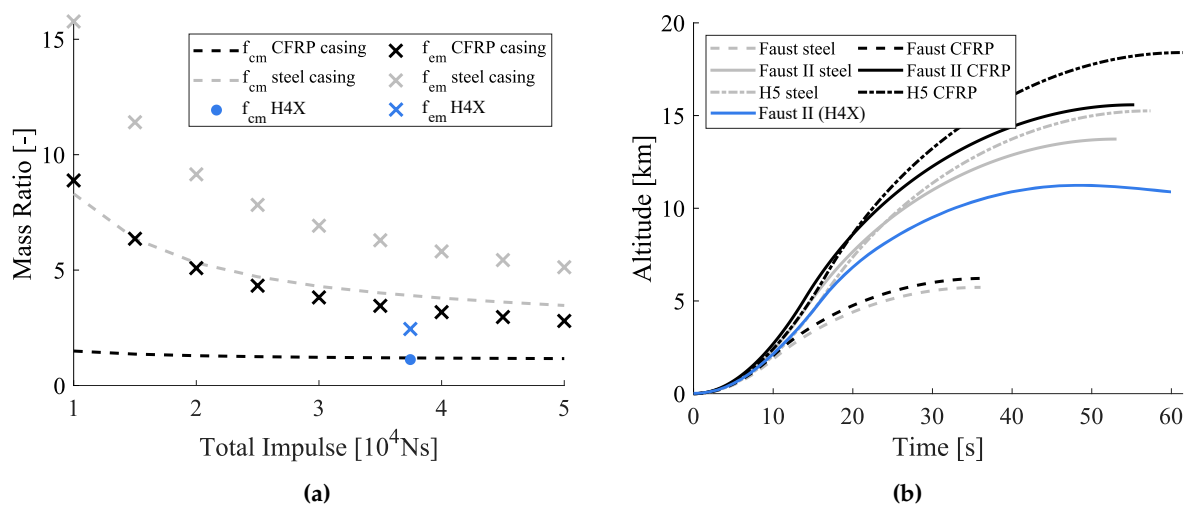 15
10
5
0
1
2
3
4
5
Mass Ratio [-]
Total Impulse [10⁴Ns]
f_cm CFRP casing
f_cm steel casing
f_cm H4X
f_em CFRP casing
f_em steel casing
f_em H4X
(a)
20
15
10
5
0
0
10
20
30
40
50
60
Altitude [km]
Time [s]
Faust steel
Faust II steel
H5 steel
Faust II (H4X)
Faust CFRP
Faust II CFRP
H5 CFRP
(b)